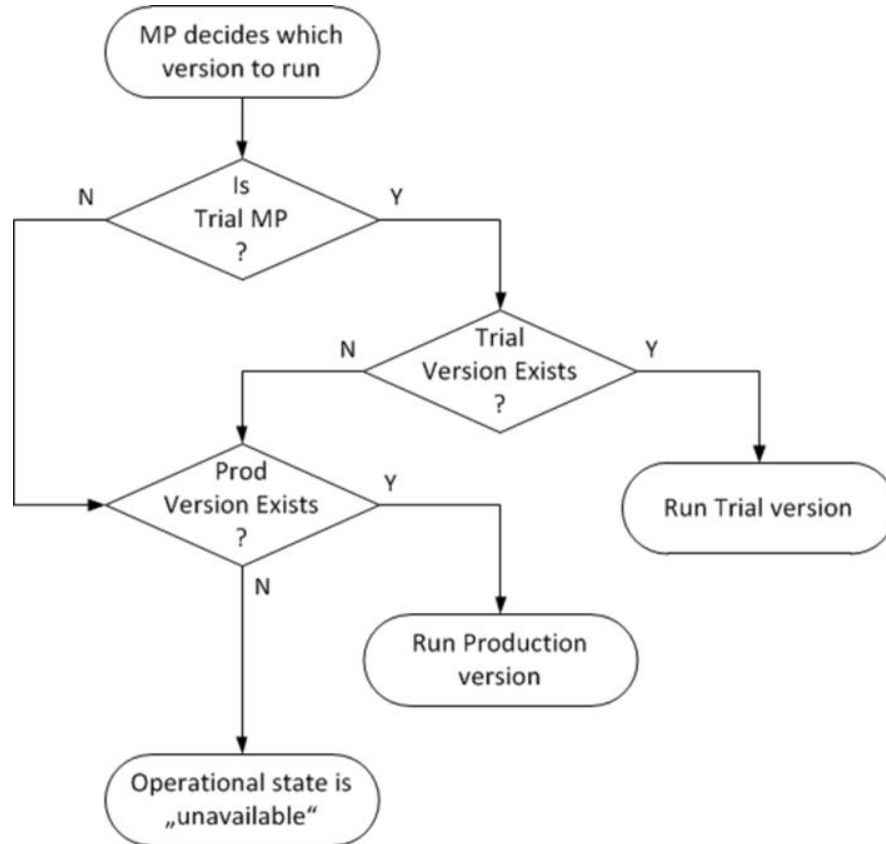 MP decides which
version to run
N
Is
Trial MP
?
Y
N
Trial
Version Exists
?
Y
Prod
Version Exists
?
Y
N
Run Trial version
Run Production
version
Operational state is
„unavailable“